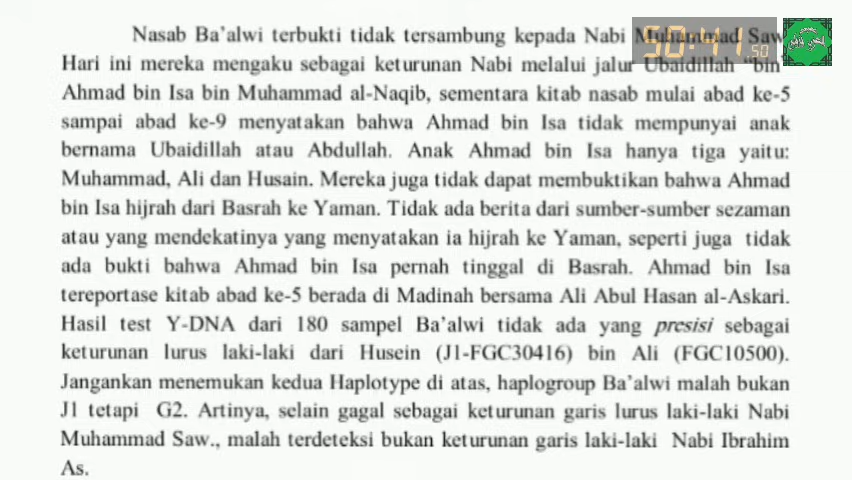 Nasab Ba’alwi terbukti tidak tersambung kepada Nabi Muhammad Saw
Hari ini mereka mengaku sebagai keturunan Nabi melalui jalur Ubaidillah “bin”
Ahmad bin Isa bin Muhammad al-Naqib, sementara kitab nasab mulai abad ke-5
sampai abad ke-9 menyatakan bahwa Ahmad bin Isa tidak mempunyai anak
bernama Ubaidillah atau Abdullah. Anak Ahmad bin Isa hanya tiga yaitu:
Muhammad, Ali dan Husain. Mereka juga tidak dapat membuktikan bahwa Ahmad
bin Isa hijrah dari Basrah ke Yaman. Tidak ada berita dari sumber-sumber sezaman
atau yang mendekatinya yang menyatakan ia hijrah ke Yaman, seperti juga tidak
ada bukti bahwa Ahmad bin Isa pernah tinggal di Basrah. Ahmad bin Isa
tereportase kitab abad ke-5 berada di Madinah bersama Ali Abul Hasan al-Askari.
Hasil test Y-DNA dari 180 sampel Ba’alwi tidak ada yang presisi sebagai
keturunan lurus laki-laki dari Husein (J1-FGC30416) bin Ali (FGC10500).
Jangankan menemukan kedua Haplotype di atas, haplogroup Ba’alwi malah bukan
J1 tetapi G2. Artinya, selain gagal sebagai keturunan garis lurus laki-laki Nabi
Muhammad Saw., malah terdeteksi bukan keturunan garis laki-laki Nabi Ibrahim
As.
50:41 50